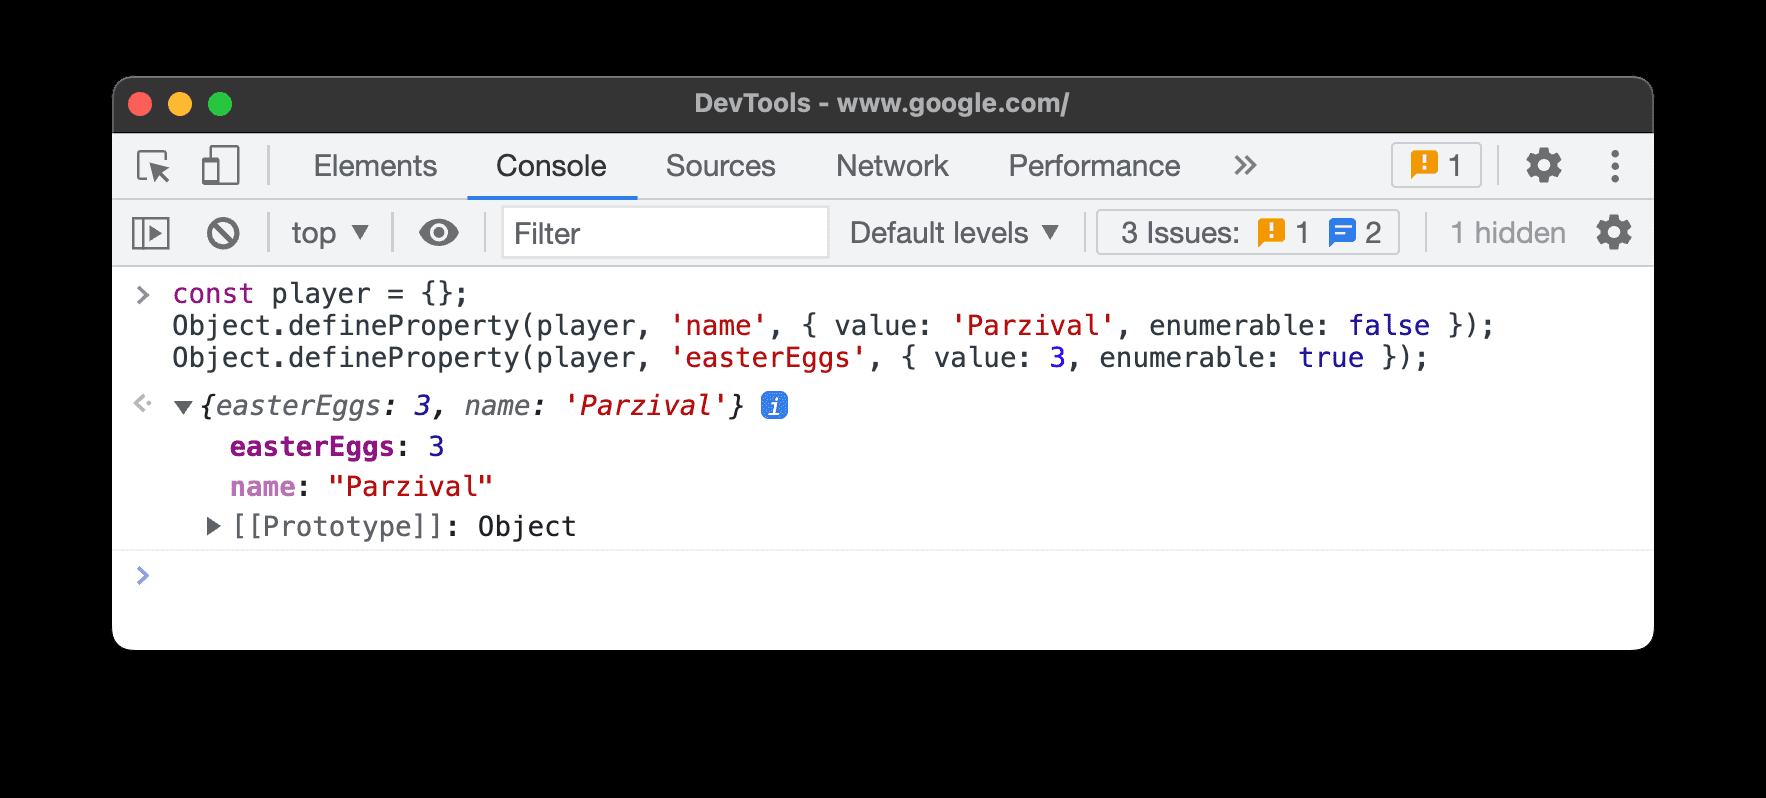 DevTools - www.google.com/
Elements Console Sources Network Performance » 1
top ▼ Filter Default levels ▼ 3 Issues: 1 2 1 hidden
> const player = {};
Object.defineProperty(player, 'name', { value: 'Parzival', enumerable: false });
Object.defineProperty(player, 'easterEggs', { value: 3, enumerable: true });
▼{easterEggs: 3, name: 'Parzival'} i
easterEggs: 3
name: "Parzival"
▶[[Prototype]]: Object
>